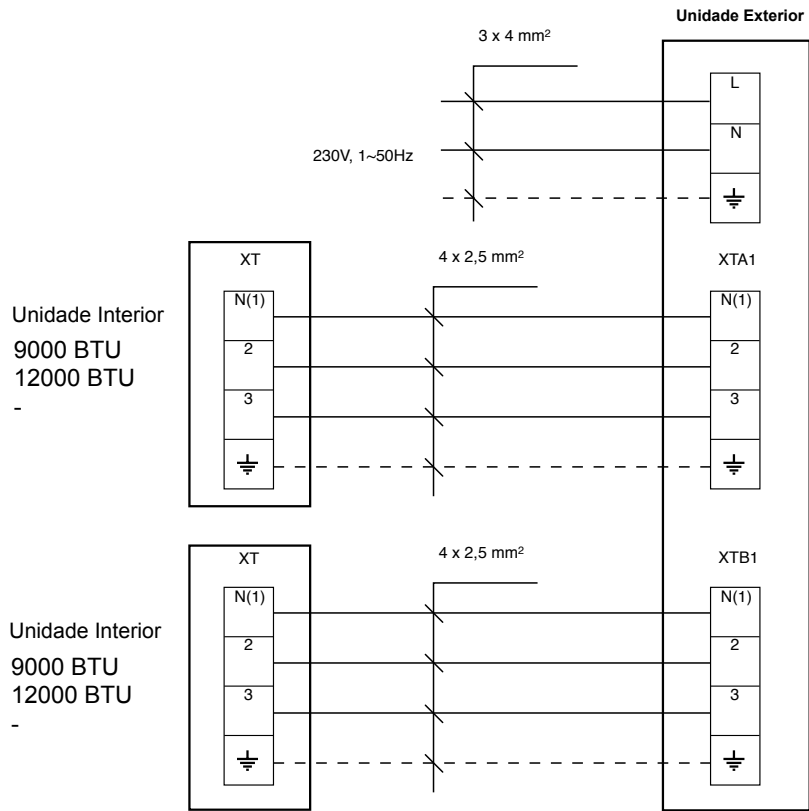 Unidade Exterior
3 x 4 mm²
L
N
230V, 1~50Hz
XT
4 x 2,5 mm²
XTA1
N(1)
N(1)
2
2
3
3
Unidade Interior
9000 BTU
12000 BTU
-
XT
4 x 2,5 mm²
XTB1
N(1)
N(1)
2
2
3
3
Unidade Interior
9000 BTU
12000 BTU
-